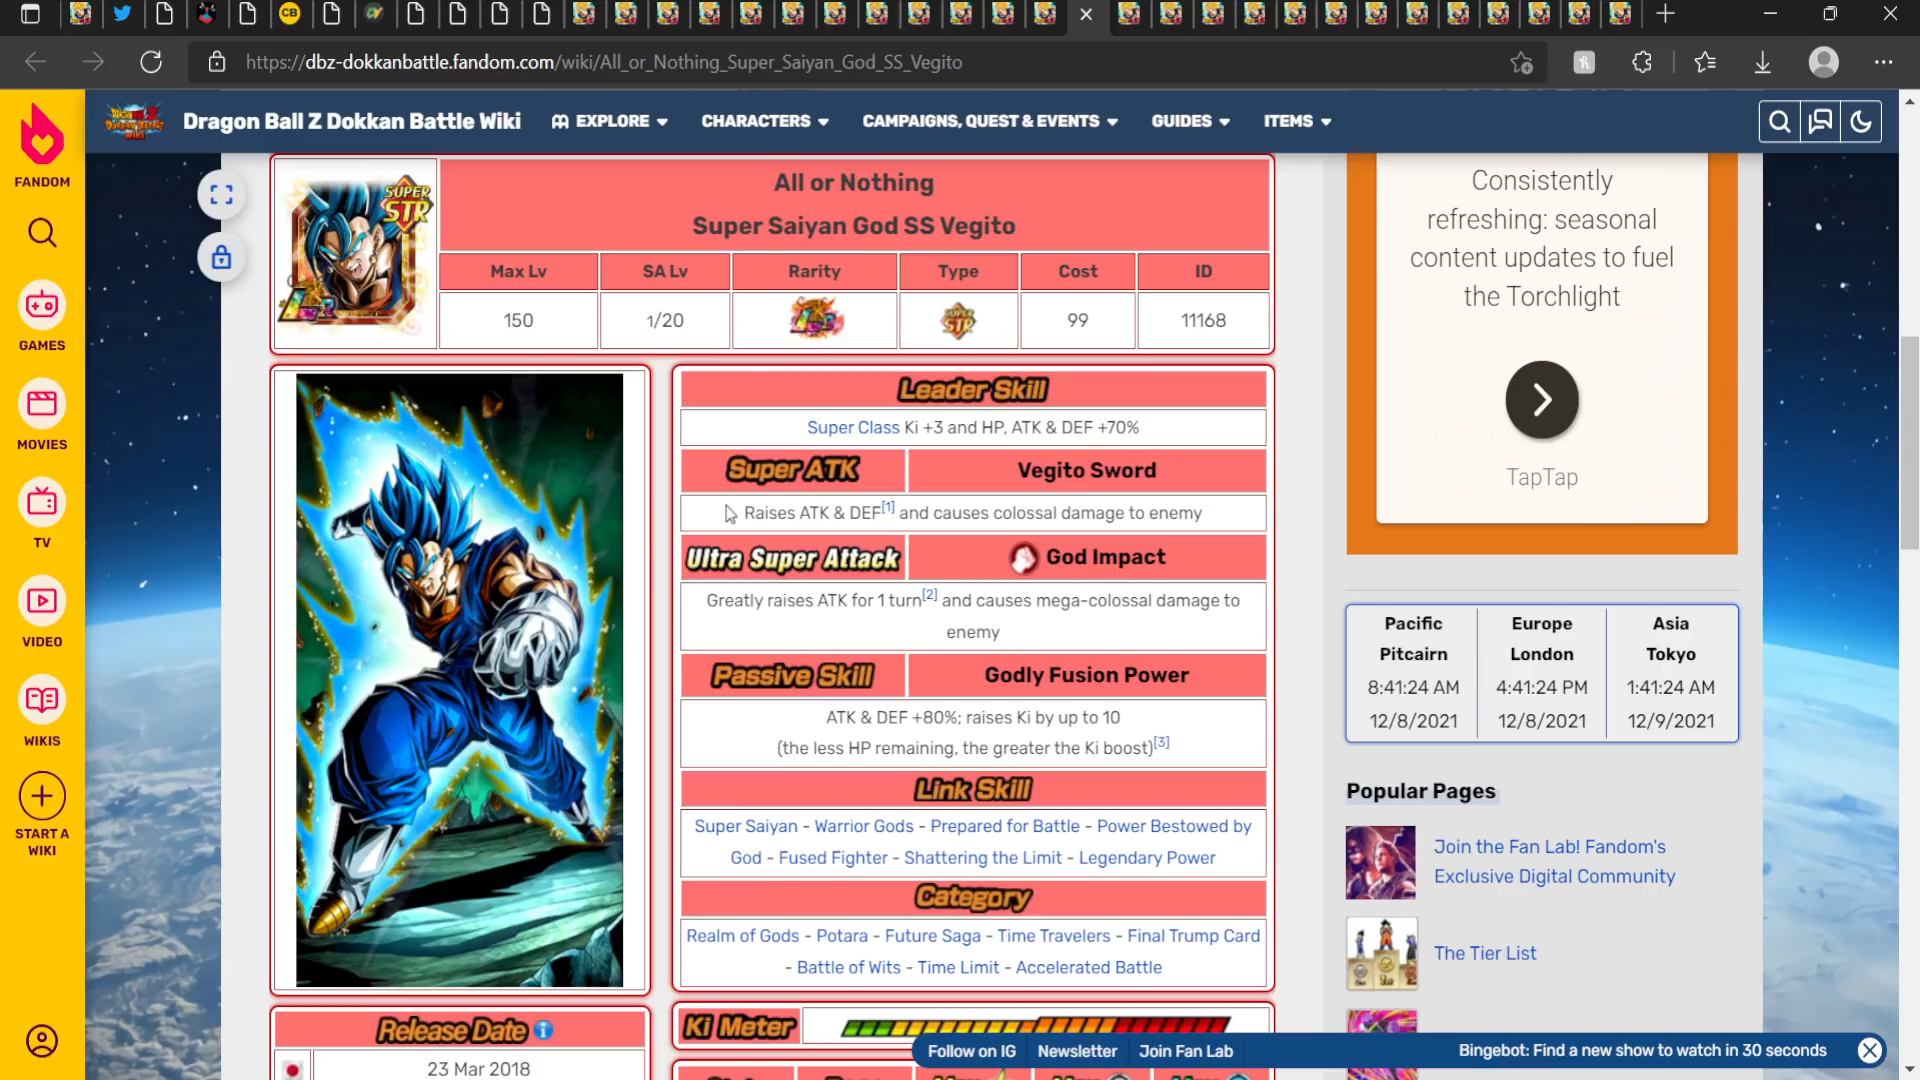 CB
https://dbz-dokkanbattle.fandom.com/wiki/All_or_Nothing_Super_Saiyan_God_SS_Vegito
FANDOM
GAMES
MOVIES
TV
VIDEO
WIKIS
START A
WIKI
Dragon Ball Z Dokkan Battle Wiki
EXPLORE
CHARACTERS
CAMPAIGNS, QUEST & EVENTS
GUIDES
ITEMS
SUPER
STR
LR
All or Nothing
Super Saiyan God SS Vegito
Max Lv
SA Lv
Rarity
Type
Cost
ID
150
1/20
LR
SUPER
STR
99
11168
Leader Skill
Super Class Ki +3 and HP, ATK & DEF +70%
Super ATK
Vegito Sword
Raises ATK & DEF[1] and causes colossal damage to enemy
Ultra Super Attack
God Impact
Greatly raises ATK for 1 turn[2] and causes mega-colossal damage to
enemy
Passive Skill
Godly Fusion Power
ATK & DEF +80%; raises Ki by up to 10
(the less HP remaining, the greater the Ki boost)[3]
Link Skill
Super Saiyan - Warrior Gods - Prepared for Battle - Power Bestowed by
God - Fused Fighter - Shattering the Limit - Legendary Power
Category
Realm of Gods - Potara - Future Saga - Time Travelers - Final Trump Card
- Battle of Wits - Time Limit - Accelerated Battle
Release Date
23 Mar 2018
Ki Meter
Consistently
refreshing: seasonal
content updates to fuel
the Torchlight
TapTap
Pacific
Pitcairn
8:41:24 AM
12/8/2021
Europe
London
4:41:24 PM
12/8/2021
Asia
Tokyo
1:41:24 AM
12/9/2021
Popular Pages
Join the Fan Lab! Fandom's
Exclusive Digital Community
The Tier List
Follow on IG
Newsletter
Join Fan Lab
Bingebot: Find a new show to watch in 30 seconds